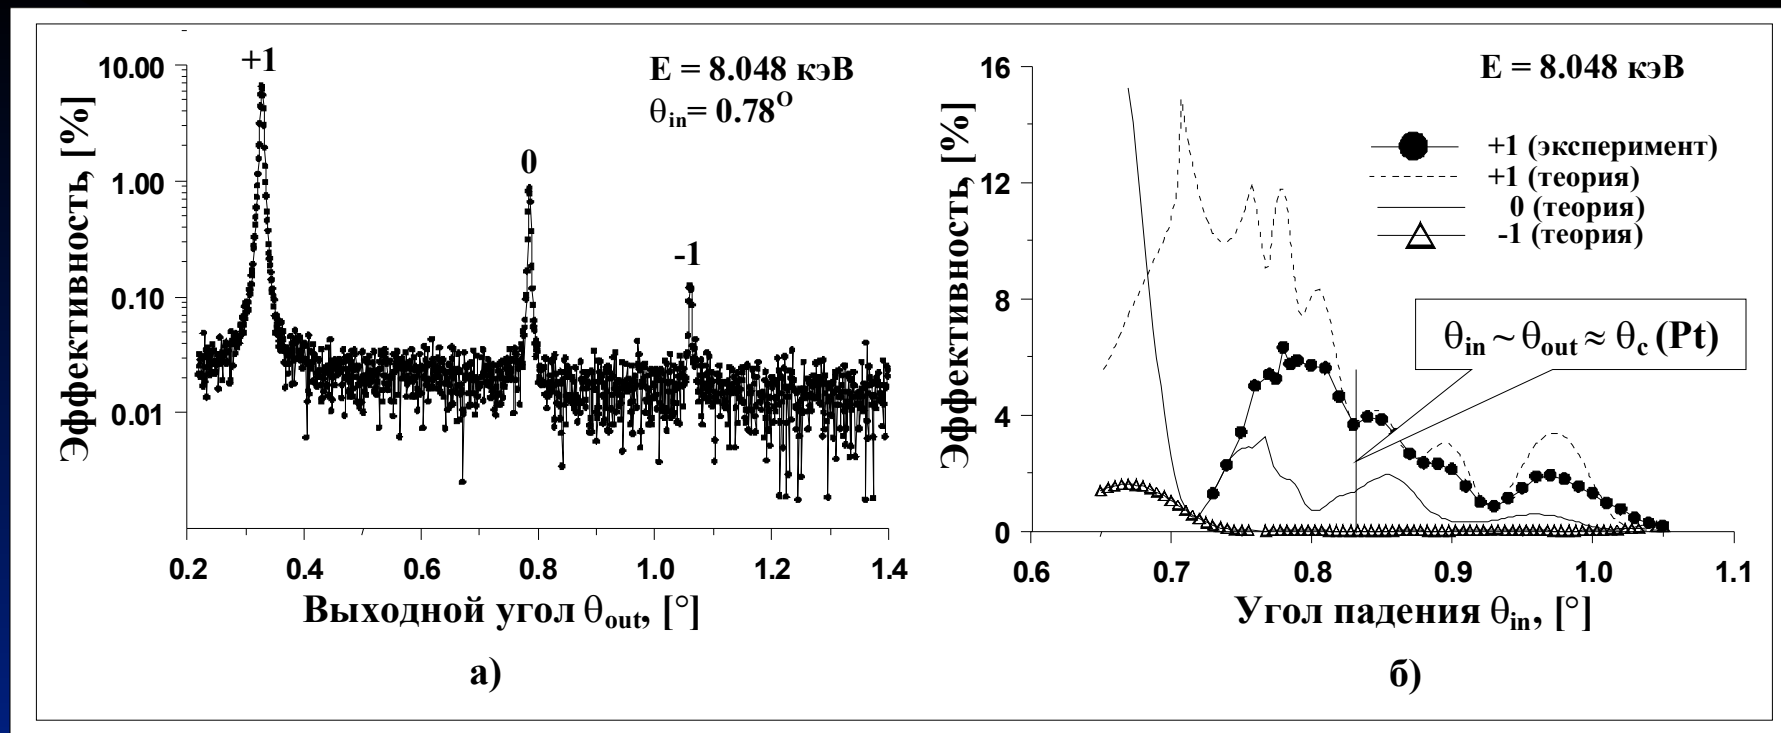 +1
0
-1
E = 8.048 кэВ
θin= 0.78O
Эффективность, [%]
10.00
1.00
0.10
0.01
0.2 0.4 0.6 0.8 1.0 1.2 1.4
Выходной угол θout, [°]
а)
E = 8.048 кэВ
+1 (эксперимент)
+1 (теория)
0 (теория)
-1 (теория)
θin ~ θout ≈ θc (Pt)
Эффективность, [%]
16
12
8
4
0
0.6 0.7 0.8 0.9 1.0 1.1
Угол падения θin, [°]
б)